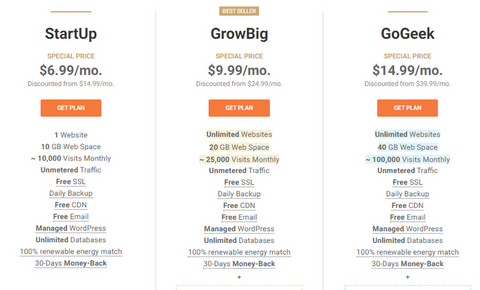 StartUp
SPECIAL PRICE
$6.99/mo.
Discounted from $14.99/mo.
GET PLAN
1 Website
10 GB Web Space
~ 10,000 Visits Monthly
Unmetered Traffic
Free SSL
Daily Backup
Free CDN
Free Email
Managed WordPress
Unlimited Databases
100% renewable energy match
30-Days Money-Back
BEST SELLER
GrowBig
SPECIAL PRICE
$9.99/mo.
Discounted from $24.99/mo.
GET PLAN
Unlimited Websites
20 GB Web Space
~ 25,000 Visits Monthly
Unmetered Traffic
Free SSL
Daily Backup
Free CDN
Free Email
Managed WordPress
Unlimited Databases
100% renewable energy match
30-Days Money-Back
+
GoGeek
SPECIAL PRICE
$14.99/mo.
Discounted from $39.99/mo.
GET PLAN
Unlimited Websites
40 GB Web Space
~ 100,000 Visits Monthly
Unmetered Traffic
Free SSL
Daily Backup
Free CDN
Free Email
Managed WordPress
Unlimited Databases
100% renewable energy match
30-Days Money-Back
+